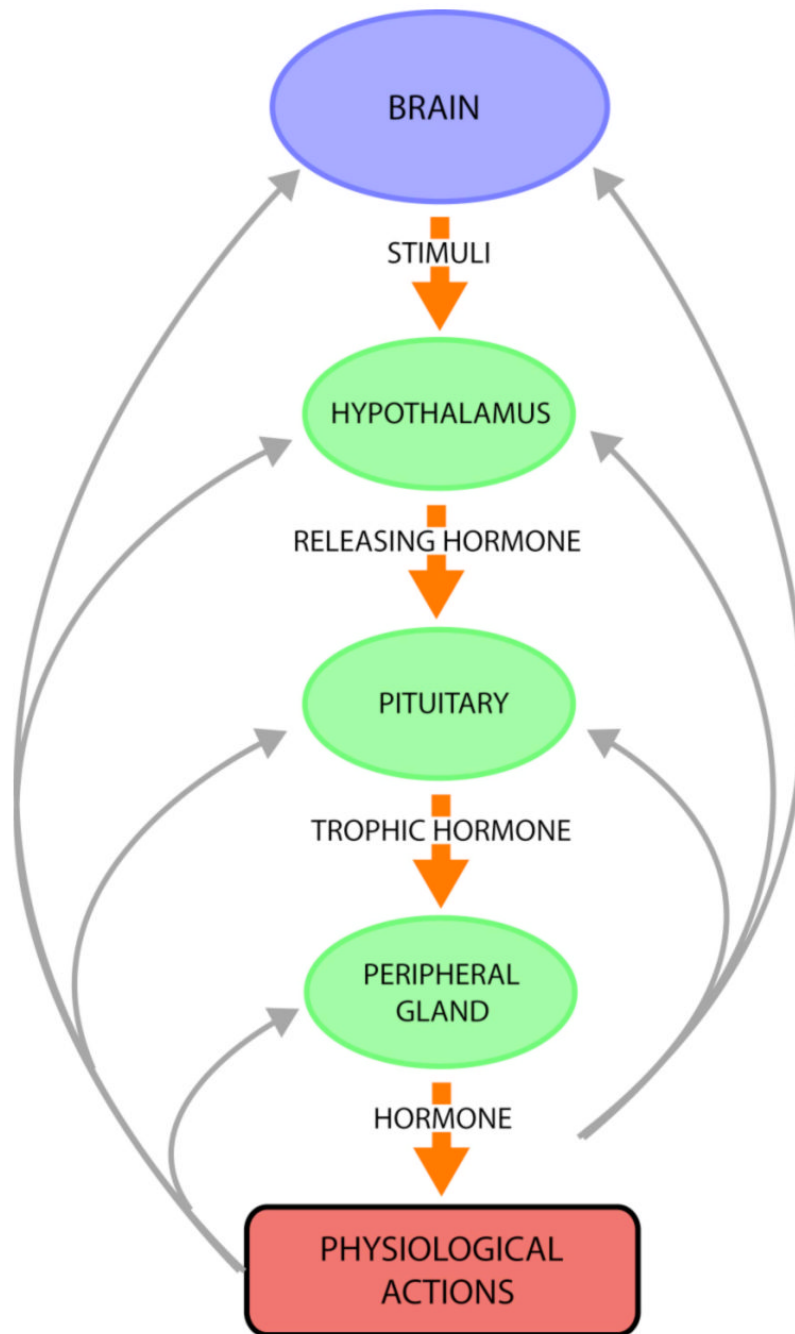 BRAIN
STIMULI
HYPOTHALAMUS
RELEASING HORMONE
PITUITARY
TROPHIC HORMONE
PERIPHERAL
GLAND
HORMONE
PHYSIOLOGICAL
ACTIONS